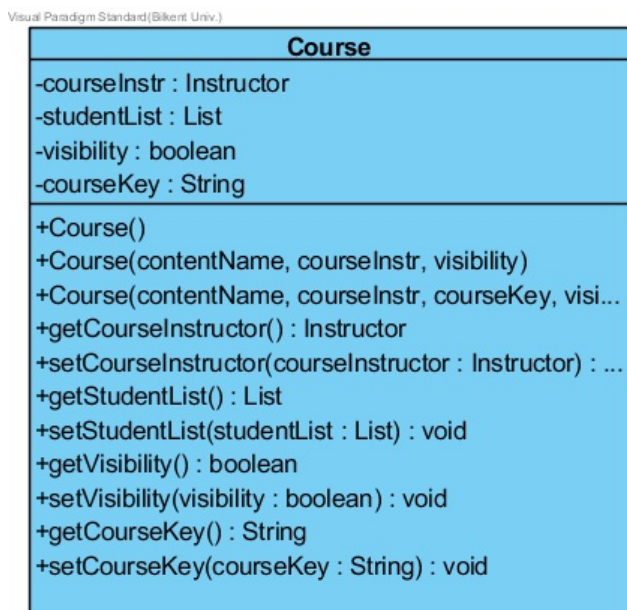 Visual Paradigm Standard(Bilkent Univ.)
Course
-courseInstr : Instructor
-studentList : List
-visibility : boolean
-courseKey : String
+Course()
+Course(contentName, courseInstr, visibility)
+Course(contentName, courseInstr, courseKey, visi...
+getCourseInstructor() : Instructor
+setCourseInstructor(courseInstructor : Instructor) : ...
+getStudentList() : List
+setStudentList(studentList : List) : void
+getVisibility() : boolean
+setVisibility(visibility : boolean) : void
+getCourseKey() : String
+setCourseKey(courseKey : String) : void